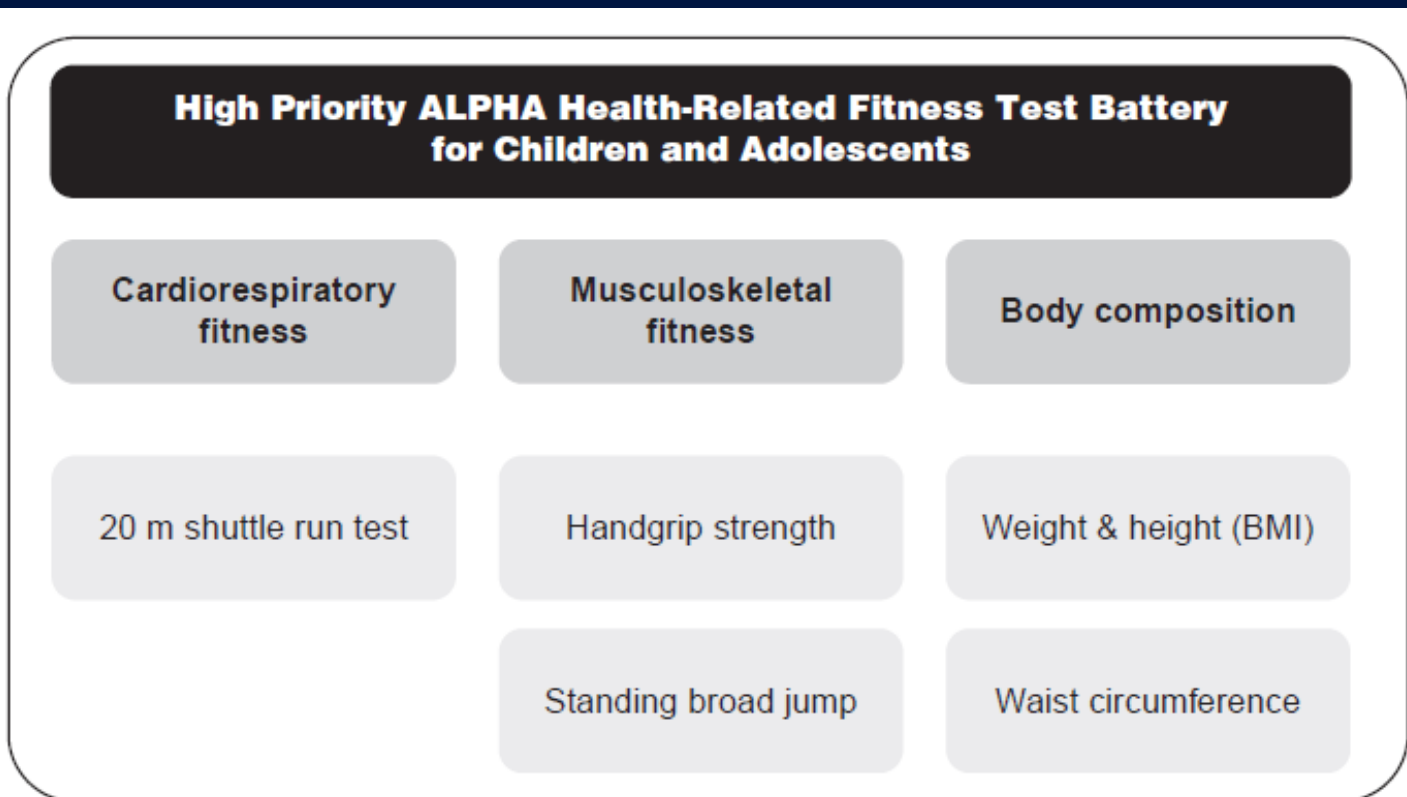 High Priority ALPHA Health-Related Fitness Test Battery
for Children and Adolescents
Cardiorespiratory
fitness
Musculoskeletal
fitness
Body composition
20 m shuttle run test
Handgrip strength
Weight & height (BMI)
Standing broad jump
Waist circumference